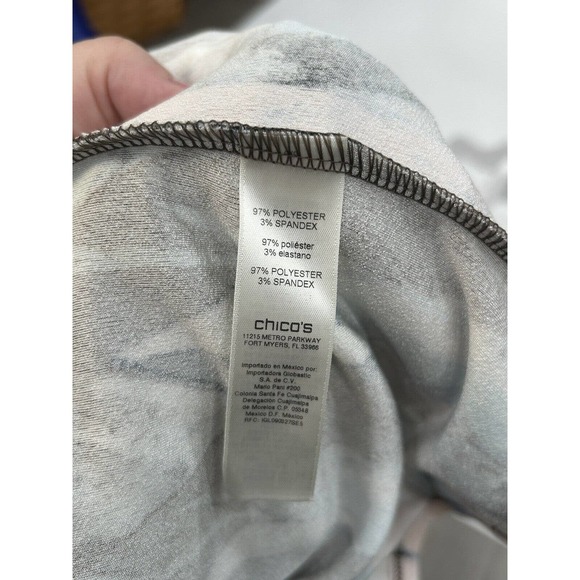 97% POLYESTER
3% SPANDEX
97% poliéster
3% elastano
97% POLYESTER
3% SPANDEX
chico's
11215 METRO PARKWAY
FORT MYERS, FL 33966
Importado en México por:
Importadora Globastic
S.A. de C.V.
Mario Pani #200
Colonia Santa Fe Cuajimalpa
Delegación Cuajimalpa
de Morelos C.P. 05348
México D.F. México
RFC: